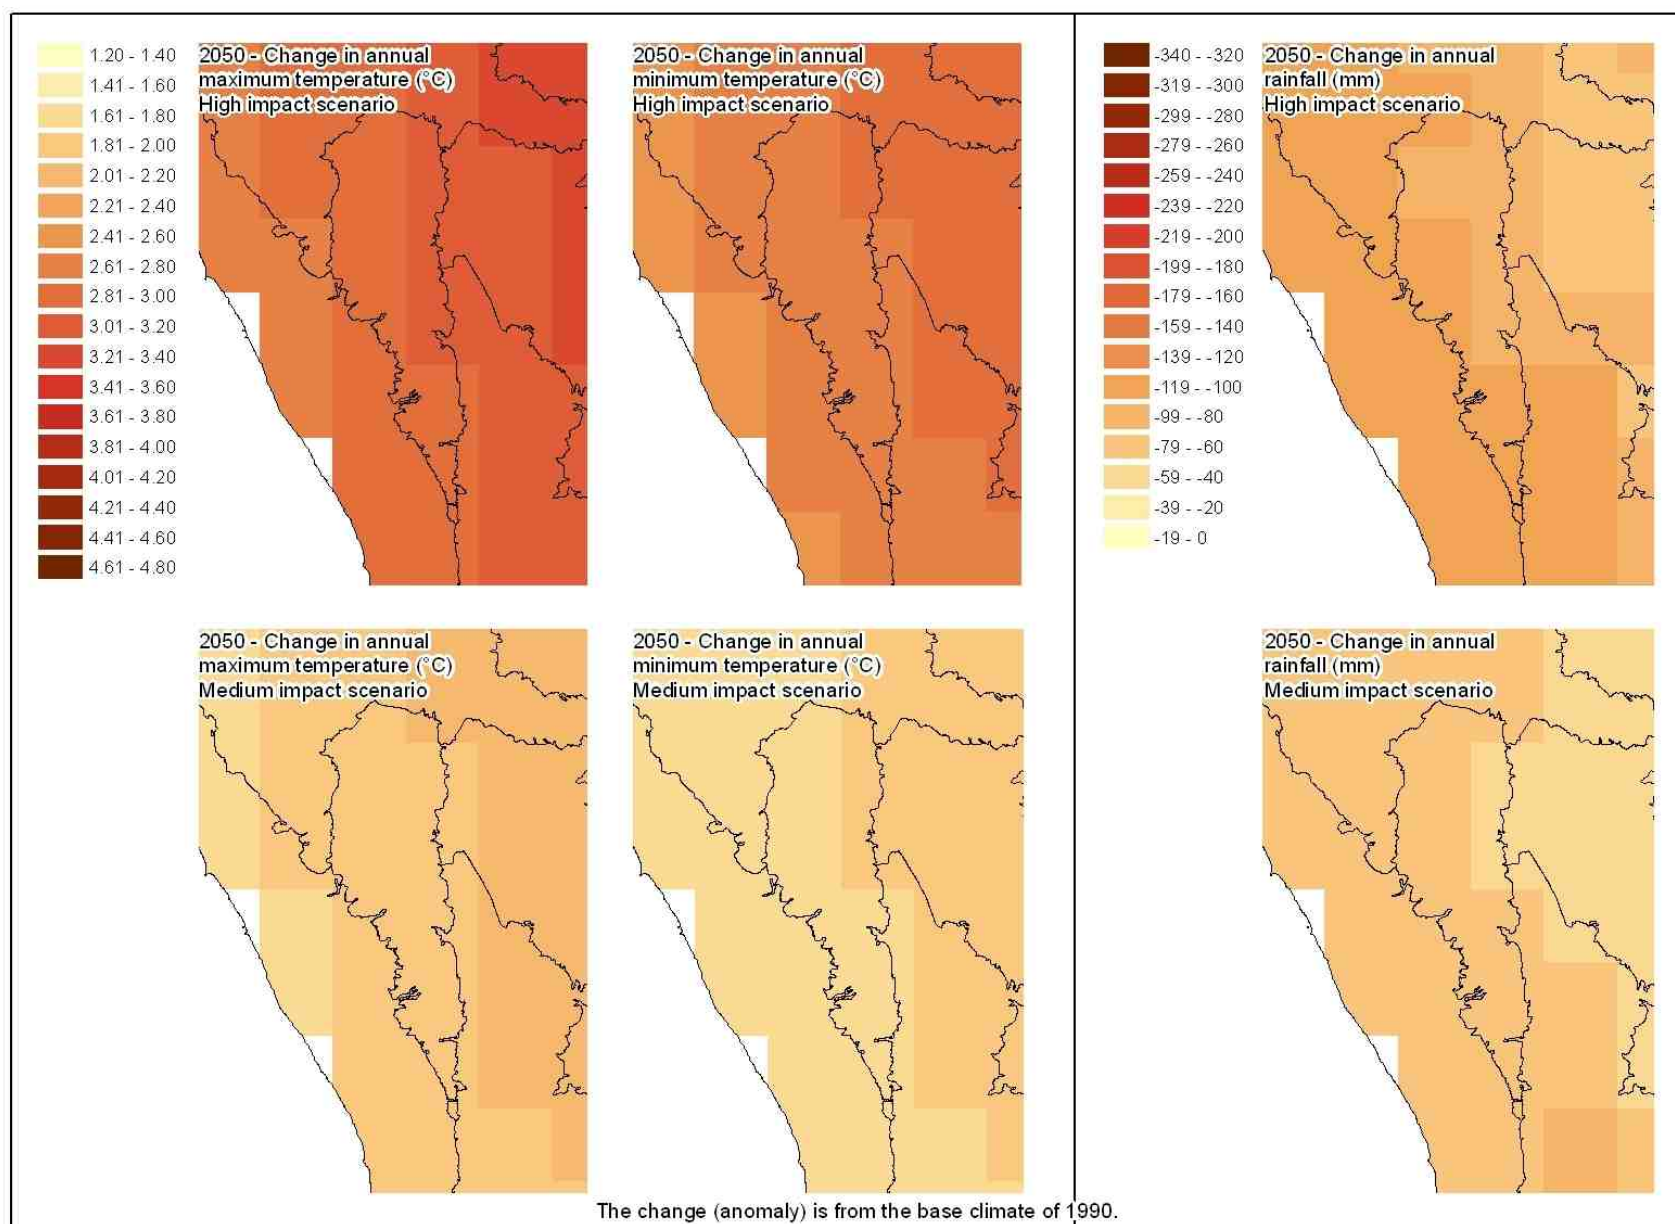 1.20 - 1.40
1.41 - 1.60
1.61 - 1.80
1.81 - 2.00
2.01 - 2.20
2.21 - 2.40
2.41 - 2.60
2.61 - 2.80
2.81 - 3.00
3.01 - 3.20
3.21 - 3.40
3.41 - 3.60
3.61 - 3.80
3.81 - 4.00
4.01 - 4.20
4.21 - 4.40
4.41 - 4.60
4.61 - 4.80
2050 - Change in annual
maximum temperature (°C)
High impact scenario
2050 - Change in annual
minimum temperature (°C)
High impact scenario
-340 - -320
-319 - -300
-299 - -280
-279 - -260
-259 - -240
-239 - -220
-219 - -200
-199 - -180
-179 - -160
-159 - -140
-139 - -120
-119 - -100
-99 - -80
-79 - -60
-59 - -40
-39 - -20
-19 - 0
2050 - Change in annual
rainfall (mm)
High impact scenario
2050 - Change in annual
maximum temperature (°C)
Medium impact scenario
2050 - Change in annual
minimum temperature (°C)
Medium impact scenario
2050 - Change in annual
rainfall (mm)
Medium impact scenario
The change (anomaly) is from the base climate of 1990.